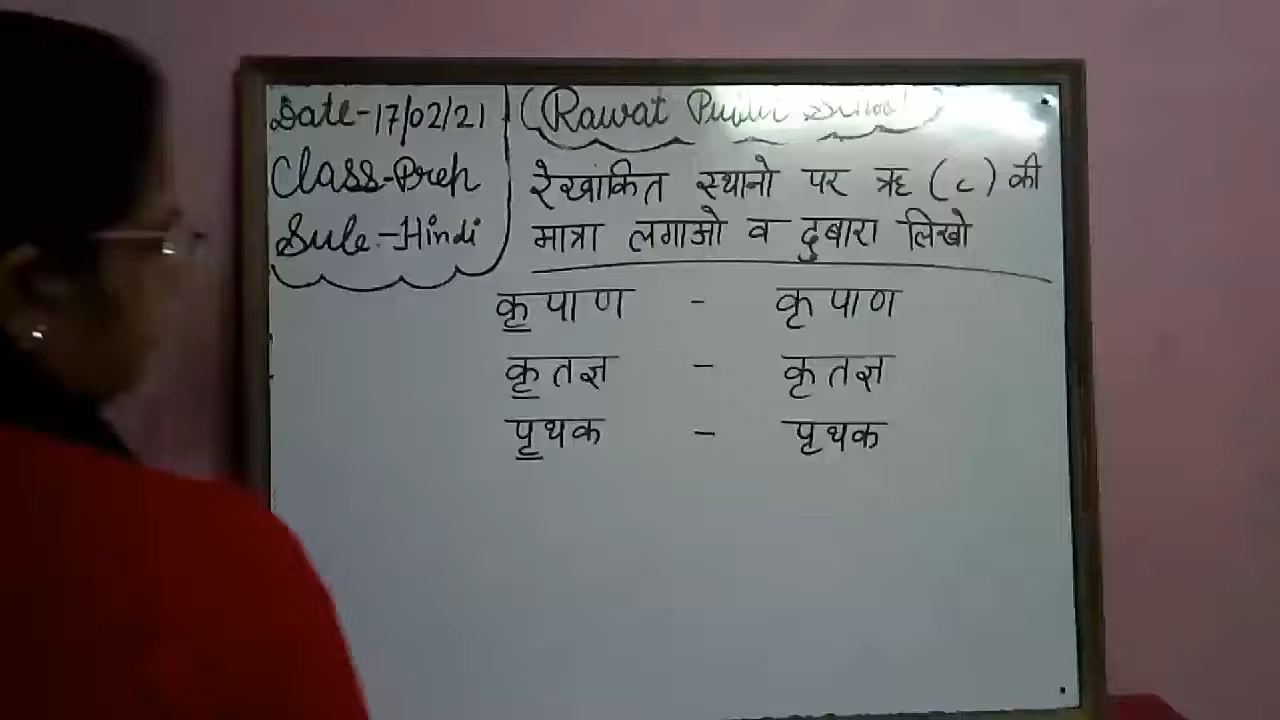 Date-17/02/21
Class-Prep
Sub:-Hindi
(Rawat Public School)
रेखांकित स्थानो पर ऋ (ृ) की
मात्रा लगाओ व दुबारा लिखो
कृपाण - कृपाण
कृतज्ञ - कृतज्ञ
पृथक - पृथक